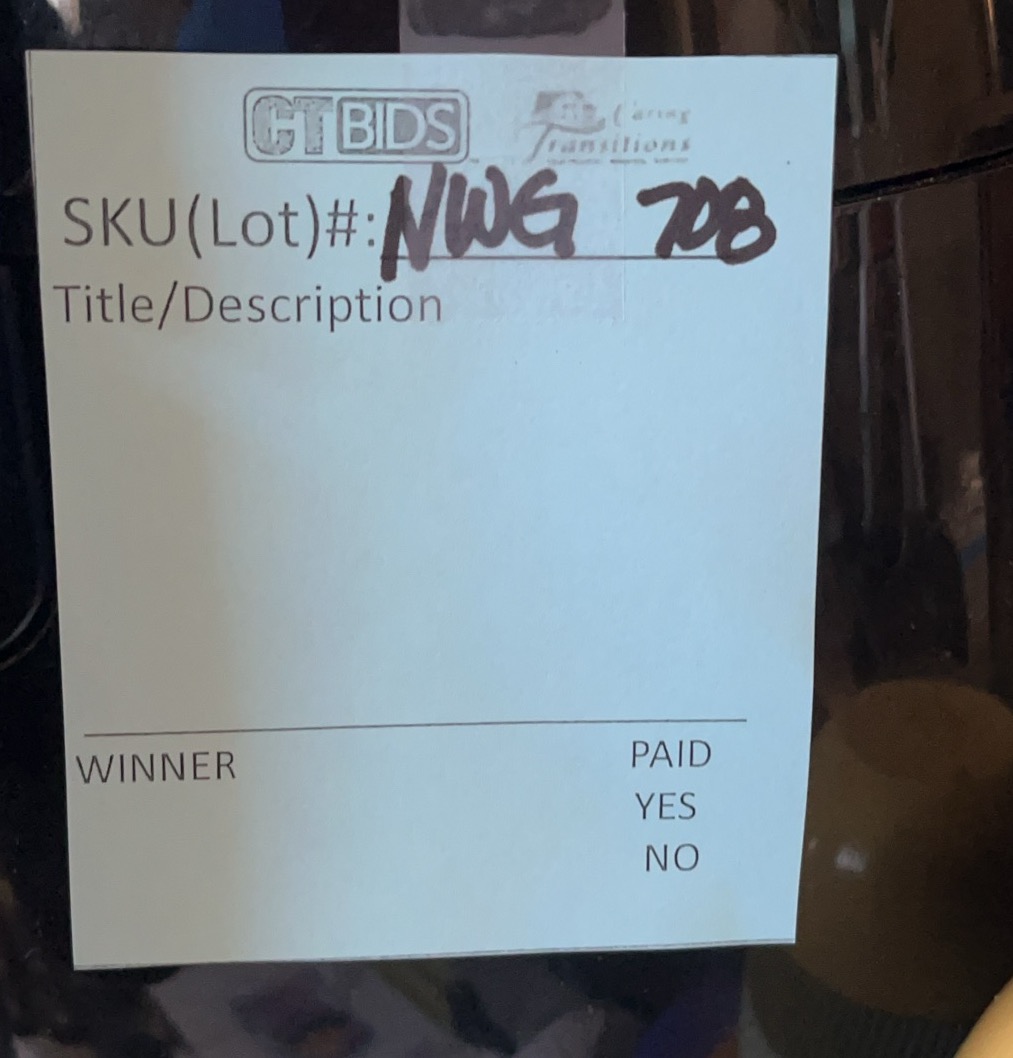 CTBIDS
Caring
Transitions
SKU(Lot)#: NWG 708
Title/Description
WINNER
PAID
YES
NO